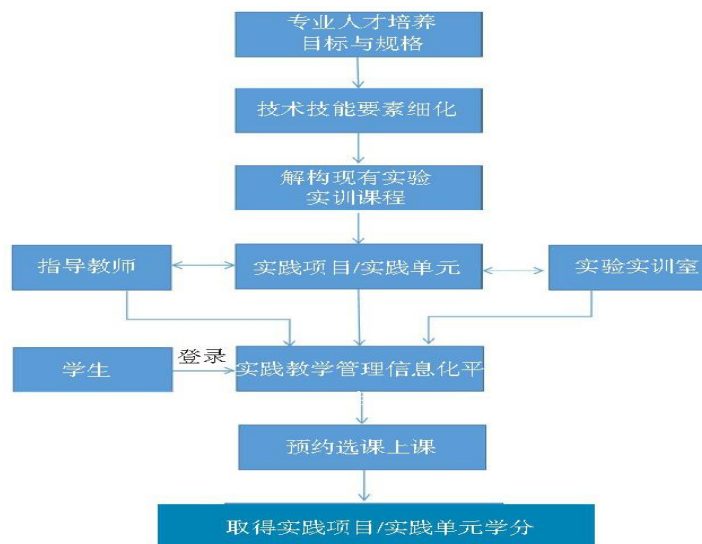 专业人才培养
目标与规格
技术技能要素细化
解构现有实验
实训课程
指导教师
实践项目/实践单元
实验实训室
学生
登录
实践教学管理信息化平
预约选课上课
取得实践项目/实践单元学分